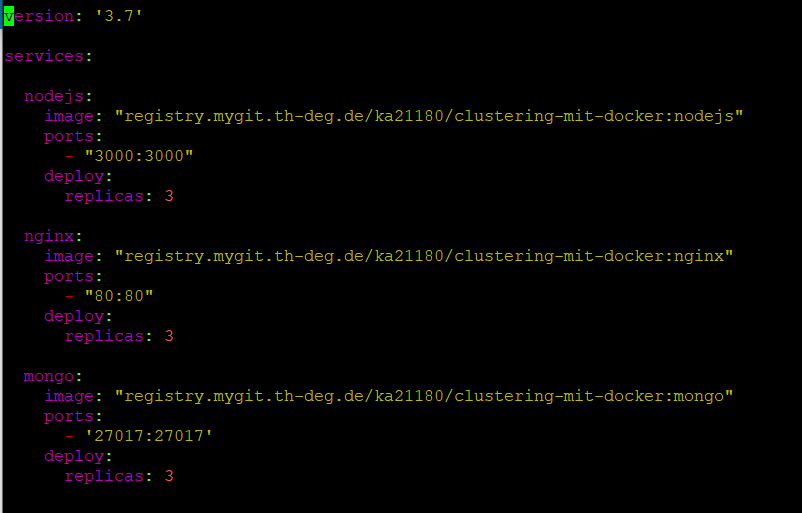 version: '3.7'
services:
nodejs:
image: "registry.mygit.th-deg.de/ka21180/clustering-mit-docker:nodejs"
ports:
- "3000:3000"
deploy:
replicas: 3
nginx:
image: "registry.mygit.th-deg.de/ka21180/clustering-mit-docker:nginx"
ports:
- "80:80"
deploy:
replicas: 3
mongo:
image: "registry.mygit.th-deg.de/ka21180/clustering-mit-docker:mongo"
ports:
- '27017:27017'
deploy:
replicas: 3